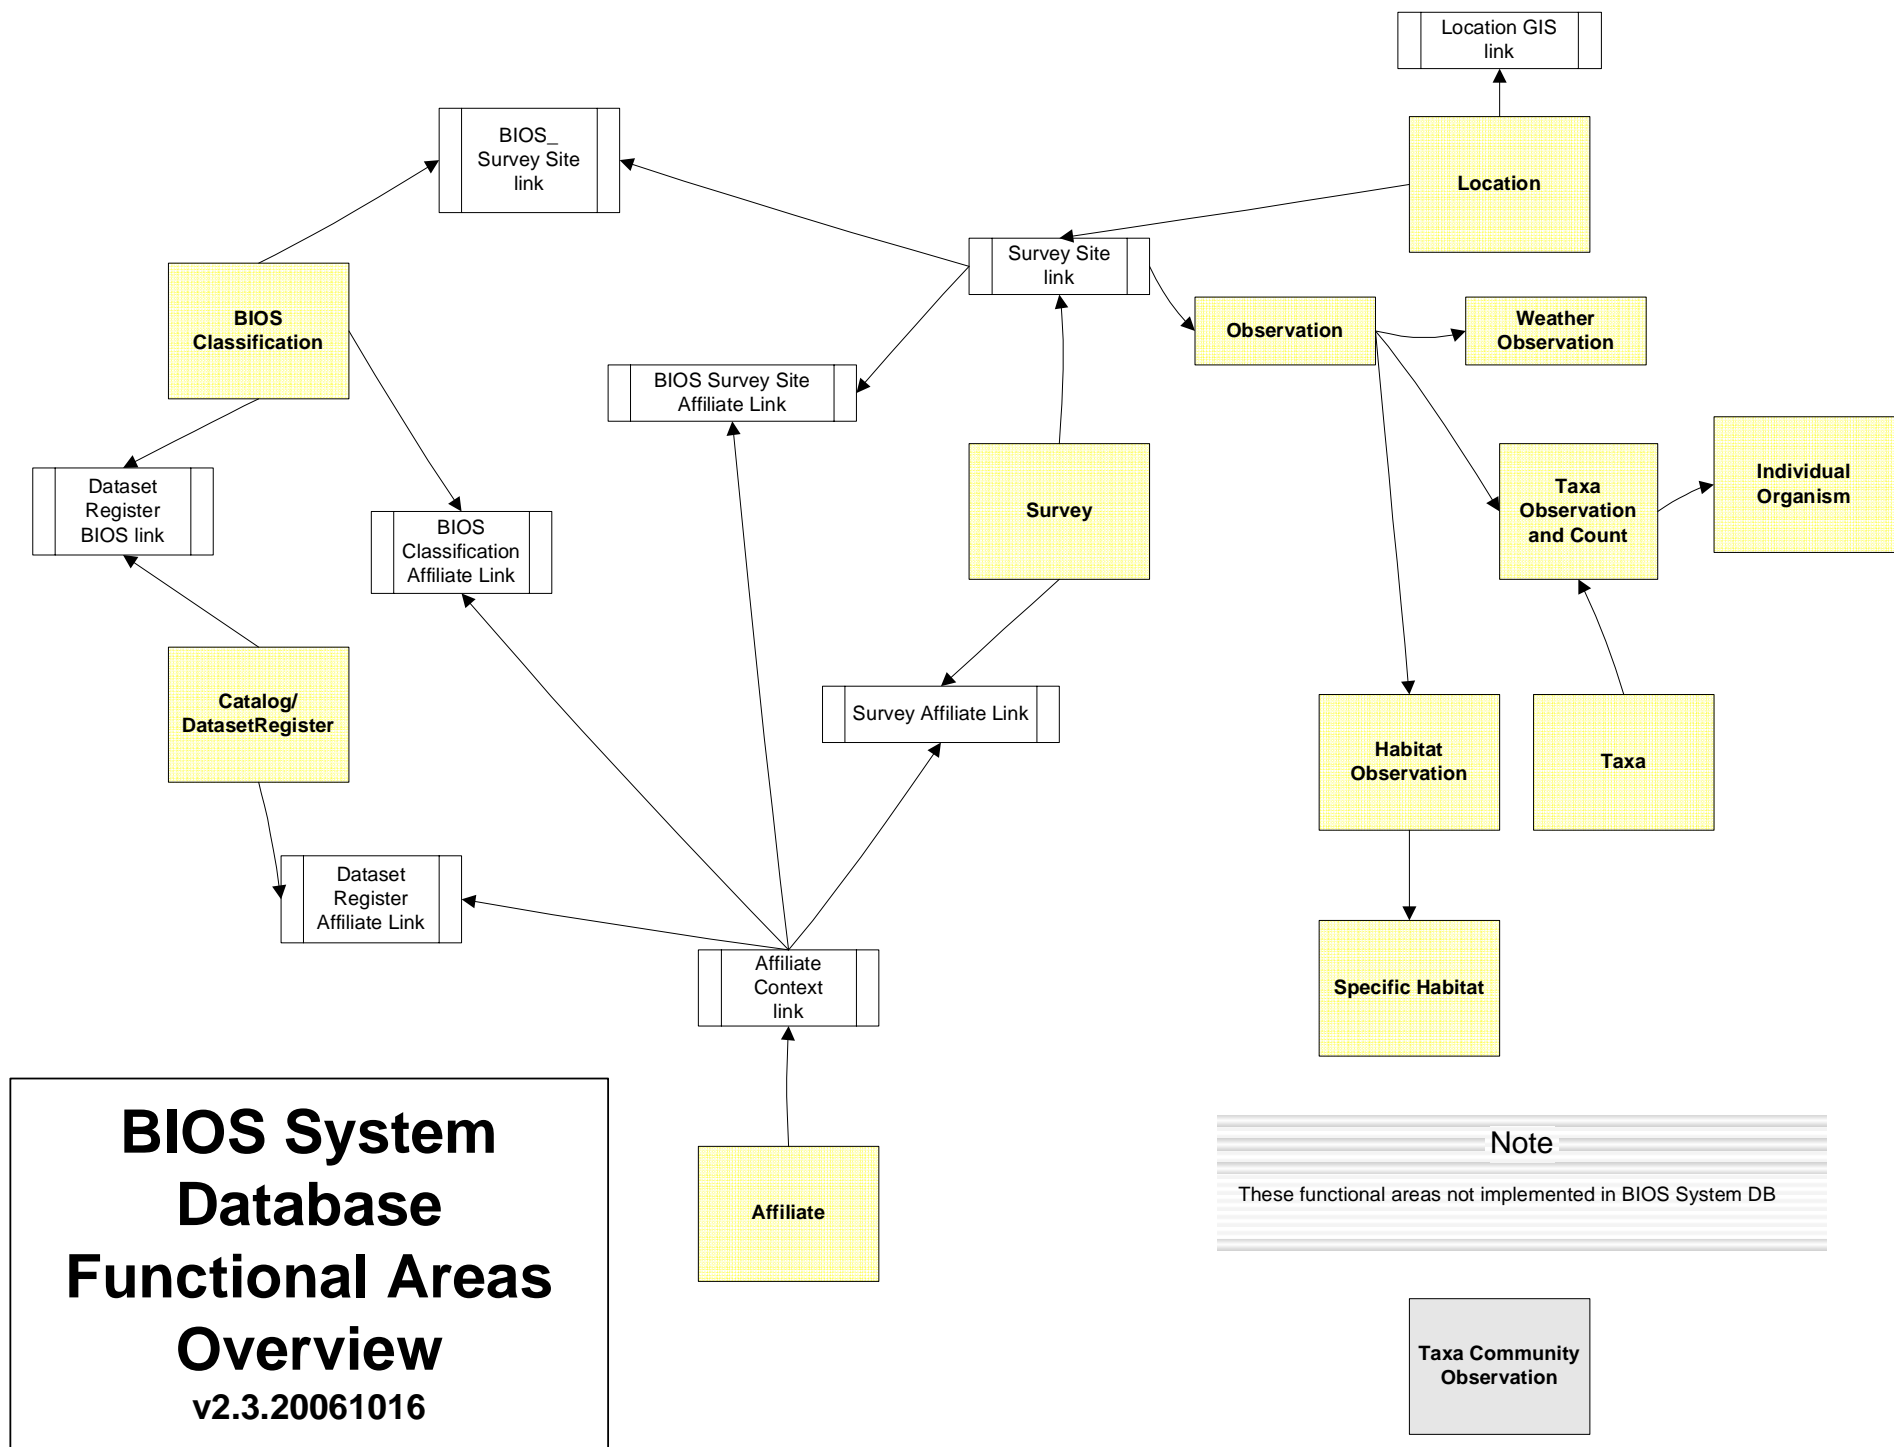 Location GIS
link
BIOS_
Survey Site
link
Location
Survey Site
link
BIOS
Classification
Observation
Weather
Observation
BIOS Survey Site
Affiliate Link
Dataset
Register
BIOS link
BIOS
Classification
Affiliate Link
Survey
Taxa
Observation
and Count
Individual
Organism
Catalog/
DatasetRegister
Survey Affiliate Link
Habitat
Observation
Taxa
Dataset
Register
Affiliate Link
Affiliate
Context
link
Specific Habitat
BIOS System
Database
Functional Areas
Overview
v2.3.20061016
Affiliate
Note
These functional areas not implemented in BIOS System DB
Taxa Community
Observation